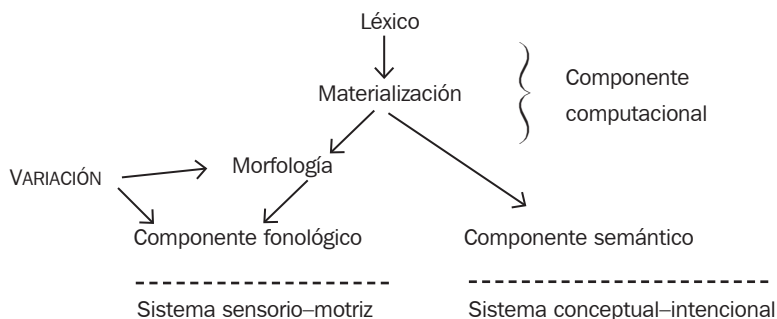 Léxico
Materialización
Componente
computacional
Morfología
VARIACIÓN
Componente fonológico
Componente semántico
Sistema sensorio–motriz
Sistema conceptual–intencional